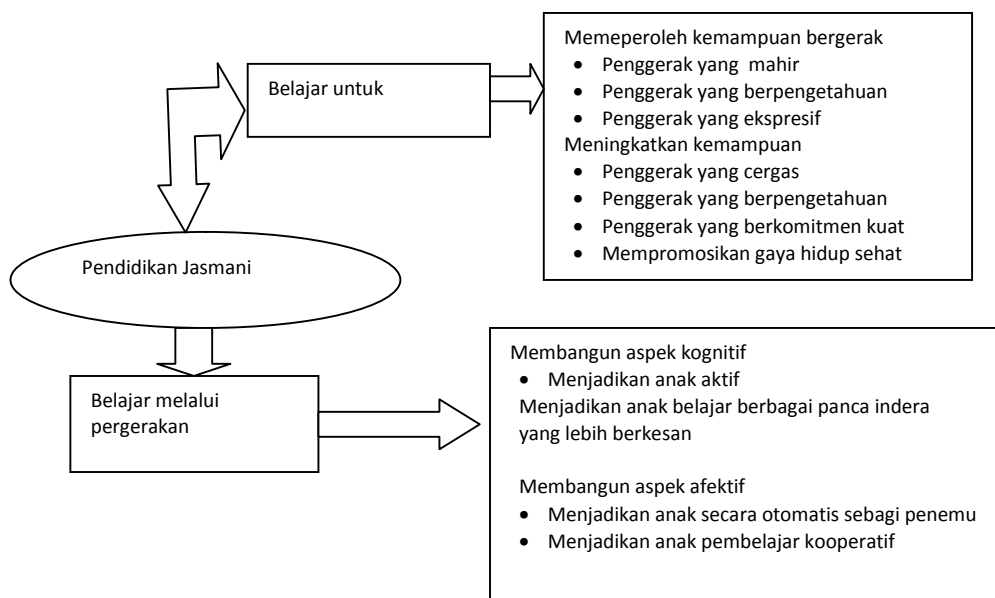 Belajar untuk
Memeperoleh kemampuan bergerak
• Penggerak yang mahir
• Penggerak yang berpengetahuan
• Penggerak yang ekspresif
Meningkatkan kemampuan
• Penggerak yang cergas
• Penggerak yang berpengetahuan
• Penggerak yang berkomitmen kuat
• Mempromosikan gaya hidup sehat
Pendidikan Jasmani
Belajar melalui
pergerakan
Membangun aspek kognitif
• Menjadikan anak aktif
Menjadikan anak belajar berbagai panca indera
yang lebih berkesan
Membangun aspek afektif
• Menjadikan anak secara otomatis sebagi penemu
• Menjadikan anak pembelajar kooperatif